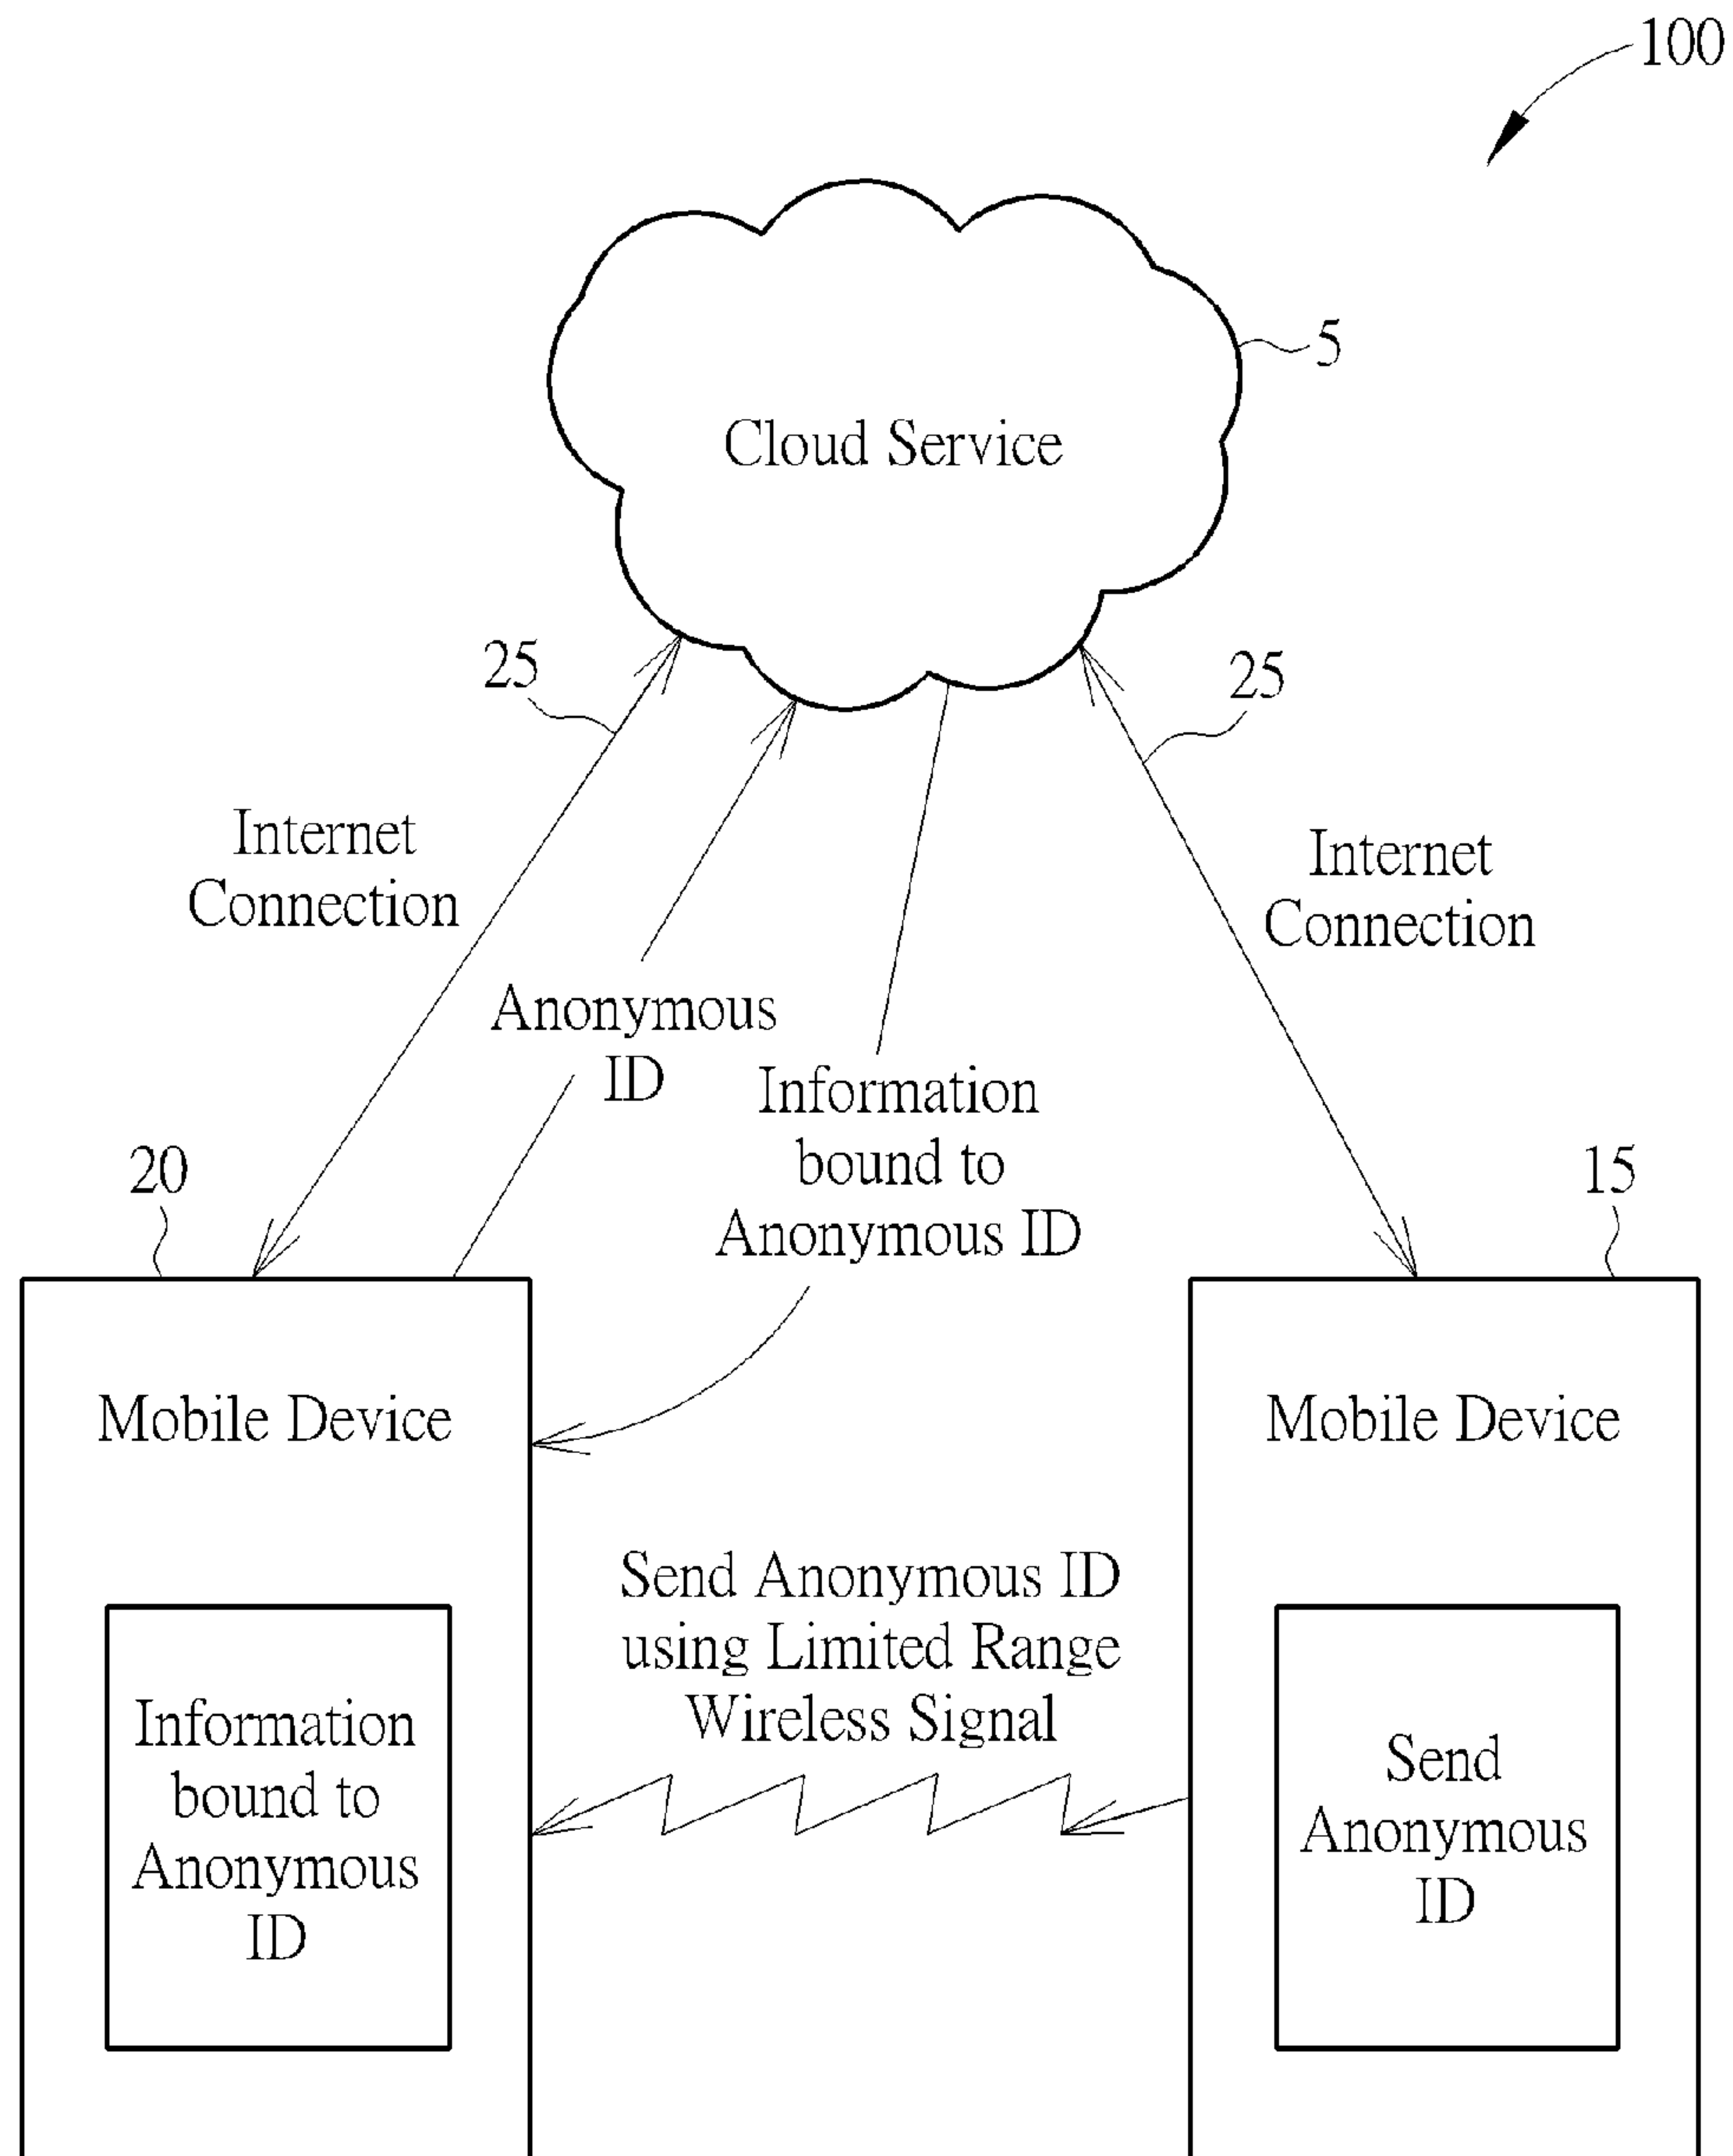 100
5
Cloud Service
25
25
Internet
Connection
Internet
Connection
Anonymous
ID
Information
bound to
Anonymous ID
20
15
Mobile Device
Mobile Device
Send Anonymous ID
using Limited Range
Wireless Signal
Information
bound to
Anonymous
ID
Send
Anonymous
ID